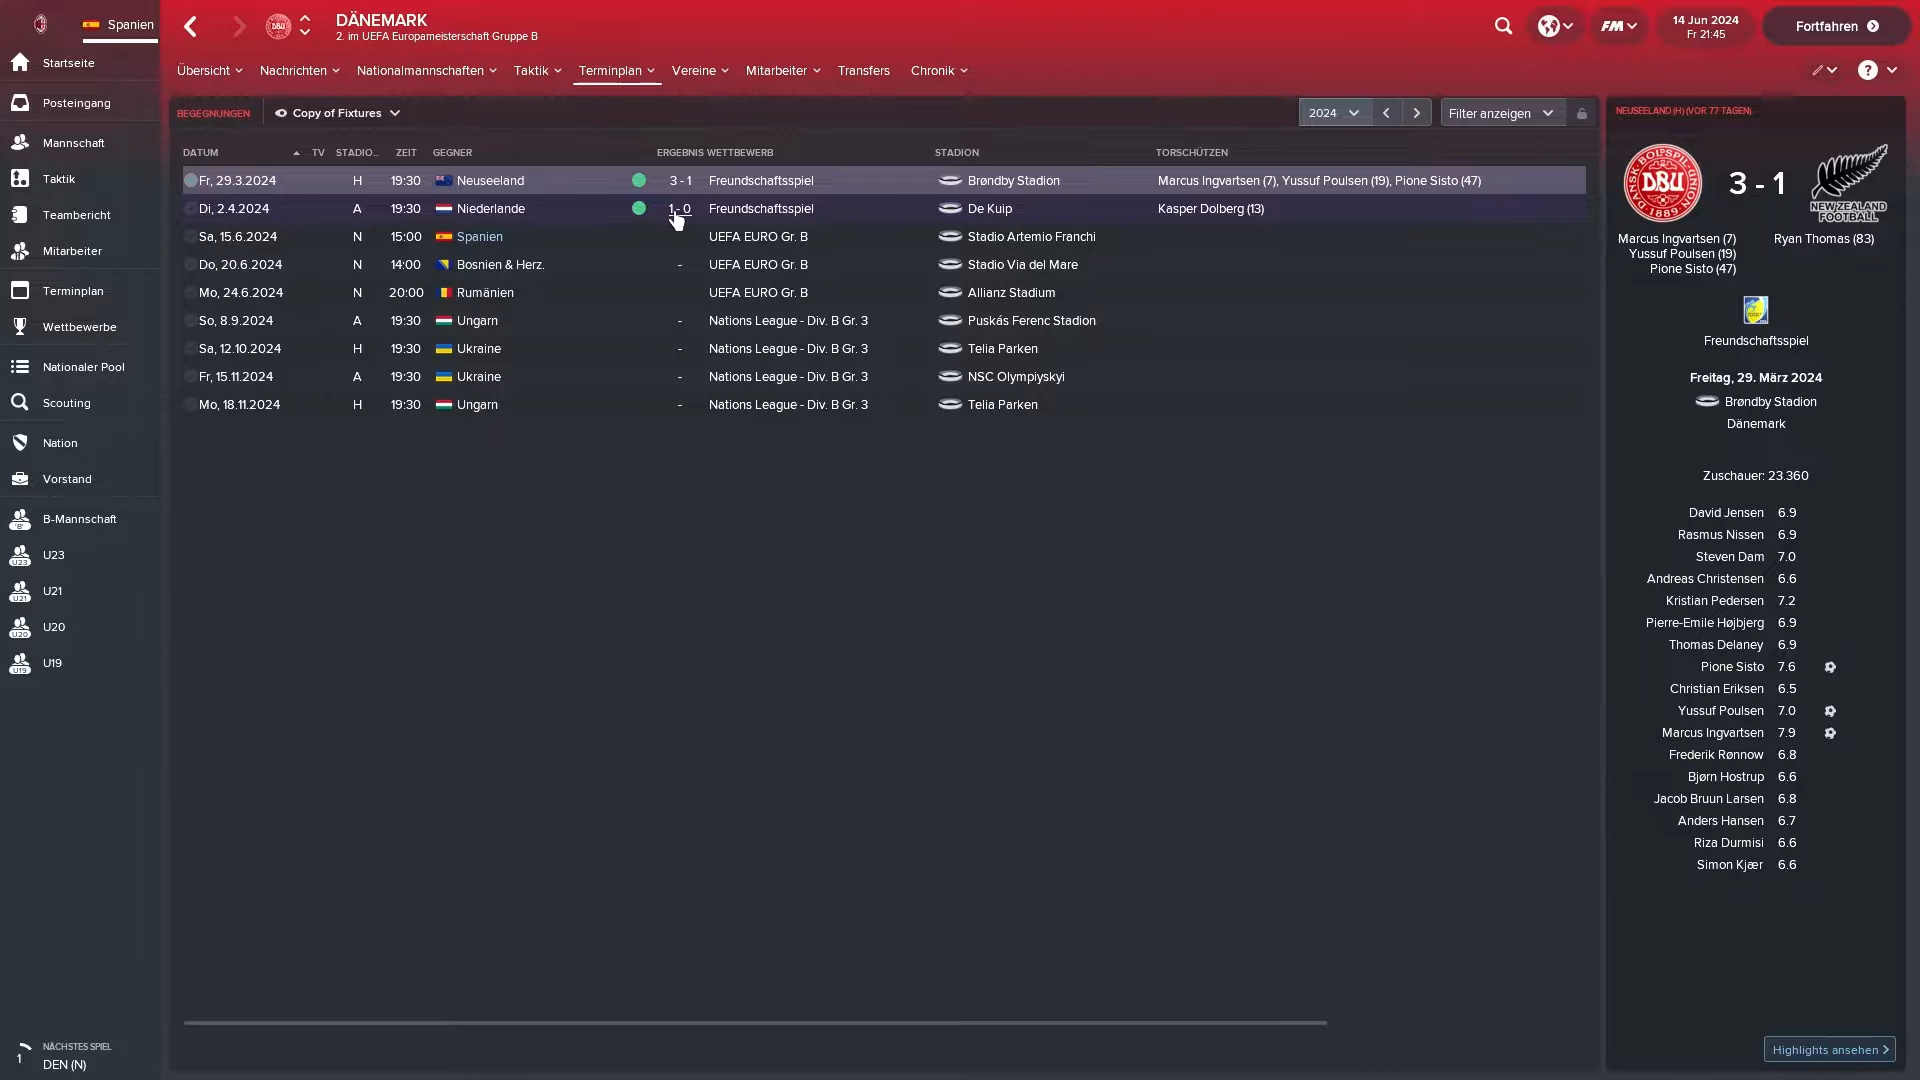 Spanien
DÄNEMARK
2. im UEFA Europameisterschaft Gruppe B
FM
14 Jun 2024
Fr 21:45
Fortfahren
Übersicht Nachrichten Nationalmannschaften Taktik Terminplan Vereine Mitarbeiter Transfers Chronik
?
Startseite
Posteingang
Mannschaft
Taktik
Teambericht
Mitarbeiter
Terminplan
Wettbewerbe
Nationaler Pool
Scouting
Nation
Vorstand
B-Mannschaft
U23
U21
U20
U19
NÄCHSTES SPIEL
1 DEN (N)
BEGEGNUNGEN Copy of Fixtures 2024 Filter anzeigen
DATUM TV STADIO... ZEIT GEGNER ERGEBNIS WETTBEWERB STADION TORSCHÜTZEN
Fr, 29.3.2024 H 19:30 Neuseeland 3 - 1 Freundschaftsspiel Brøndby Stadion Marcus Ingvartsen (7), Yussuf Poulsen (19), Pione Sisto (47)
Di, 2.4.2024 A 19:30 Niederlande 1 - 0 Freundschaftsspiel De Kuip Kasper Dolberg (13)
Sa, 15.6.2024 N 15:00 Spanien UEFA EURO Gr. B Stadio Artemio Franchi
Do, 20.6.2024 N 14:00 Bosnien & Herz. - UEFA EURO Gr. B Stadio Via del Mare
Mo, 24.6.2024 N 20:00 Rumänien UEFA EURO Gr. B Allianz Stadium
So, 8.9.2024 A 19:30 Ungarn - Nations League - Div. B Gr. 3 Puskás Ferenc Stadion
Sa, 12.10.2024 H 19:30 Ukraine - Nations League - Div. B Gr. 3 Telia Parken
Fr, 15.11.2024 A 19:30 Ukraine - Nations League - Div. B Gr. 3 NSC Olympiyskyi
Mo, 18.11.2024 H 19:30 Ungarn - Nations League - Div. B Gr. 3 Telia Parken
NEUSEELAND (H) (VOR 77 TAGEN)
DANSK BOLDSPIL-UNION
DBU
1889
3 - 1
NEW ZEALAND
FOOTBALL
Marcus Ingvartsen (7) Ryan Thomas (83)
Yussuf Poulsen (19)
Pione Sisto (47)
Freundschaftsspiel
Freitag, 29. März 2024
Brøndby Stadion
Dänemark
Zuschauer: 23.360
David Jensen 6.9
Rasmus Nissen 6.9
Steven Dam 7.0
Andreas Christensen 6.6
Kristian Pedersen 7.2
Pierre-Emile Højbjerg 6.9
Thomas Delaney 6.9
Pione Sisto 7.6
Christian Eriksen 6.5
Yussuf Poulsen 7.0
Marcus Ingvartsen 7.9
Frederik Rønnow 6.8
Bjørn Hostrup 6.6
Jacob Bruun Larsen 6.8
Anders Hansen 6.7
Riza Durmisi 6.6
Simon Kjær 6.6
Highlights ansehen